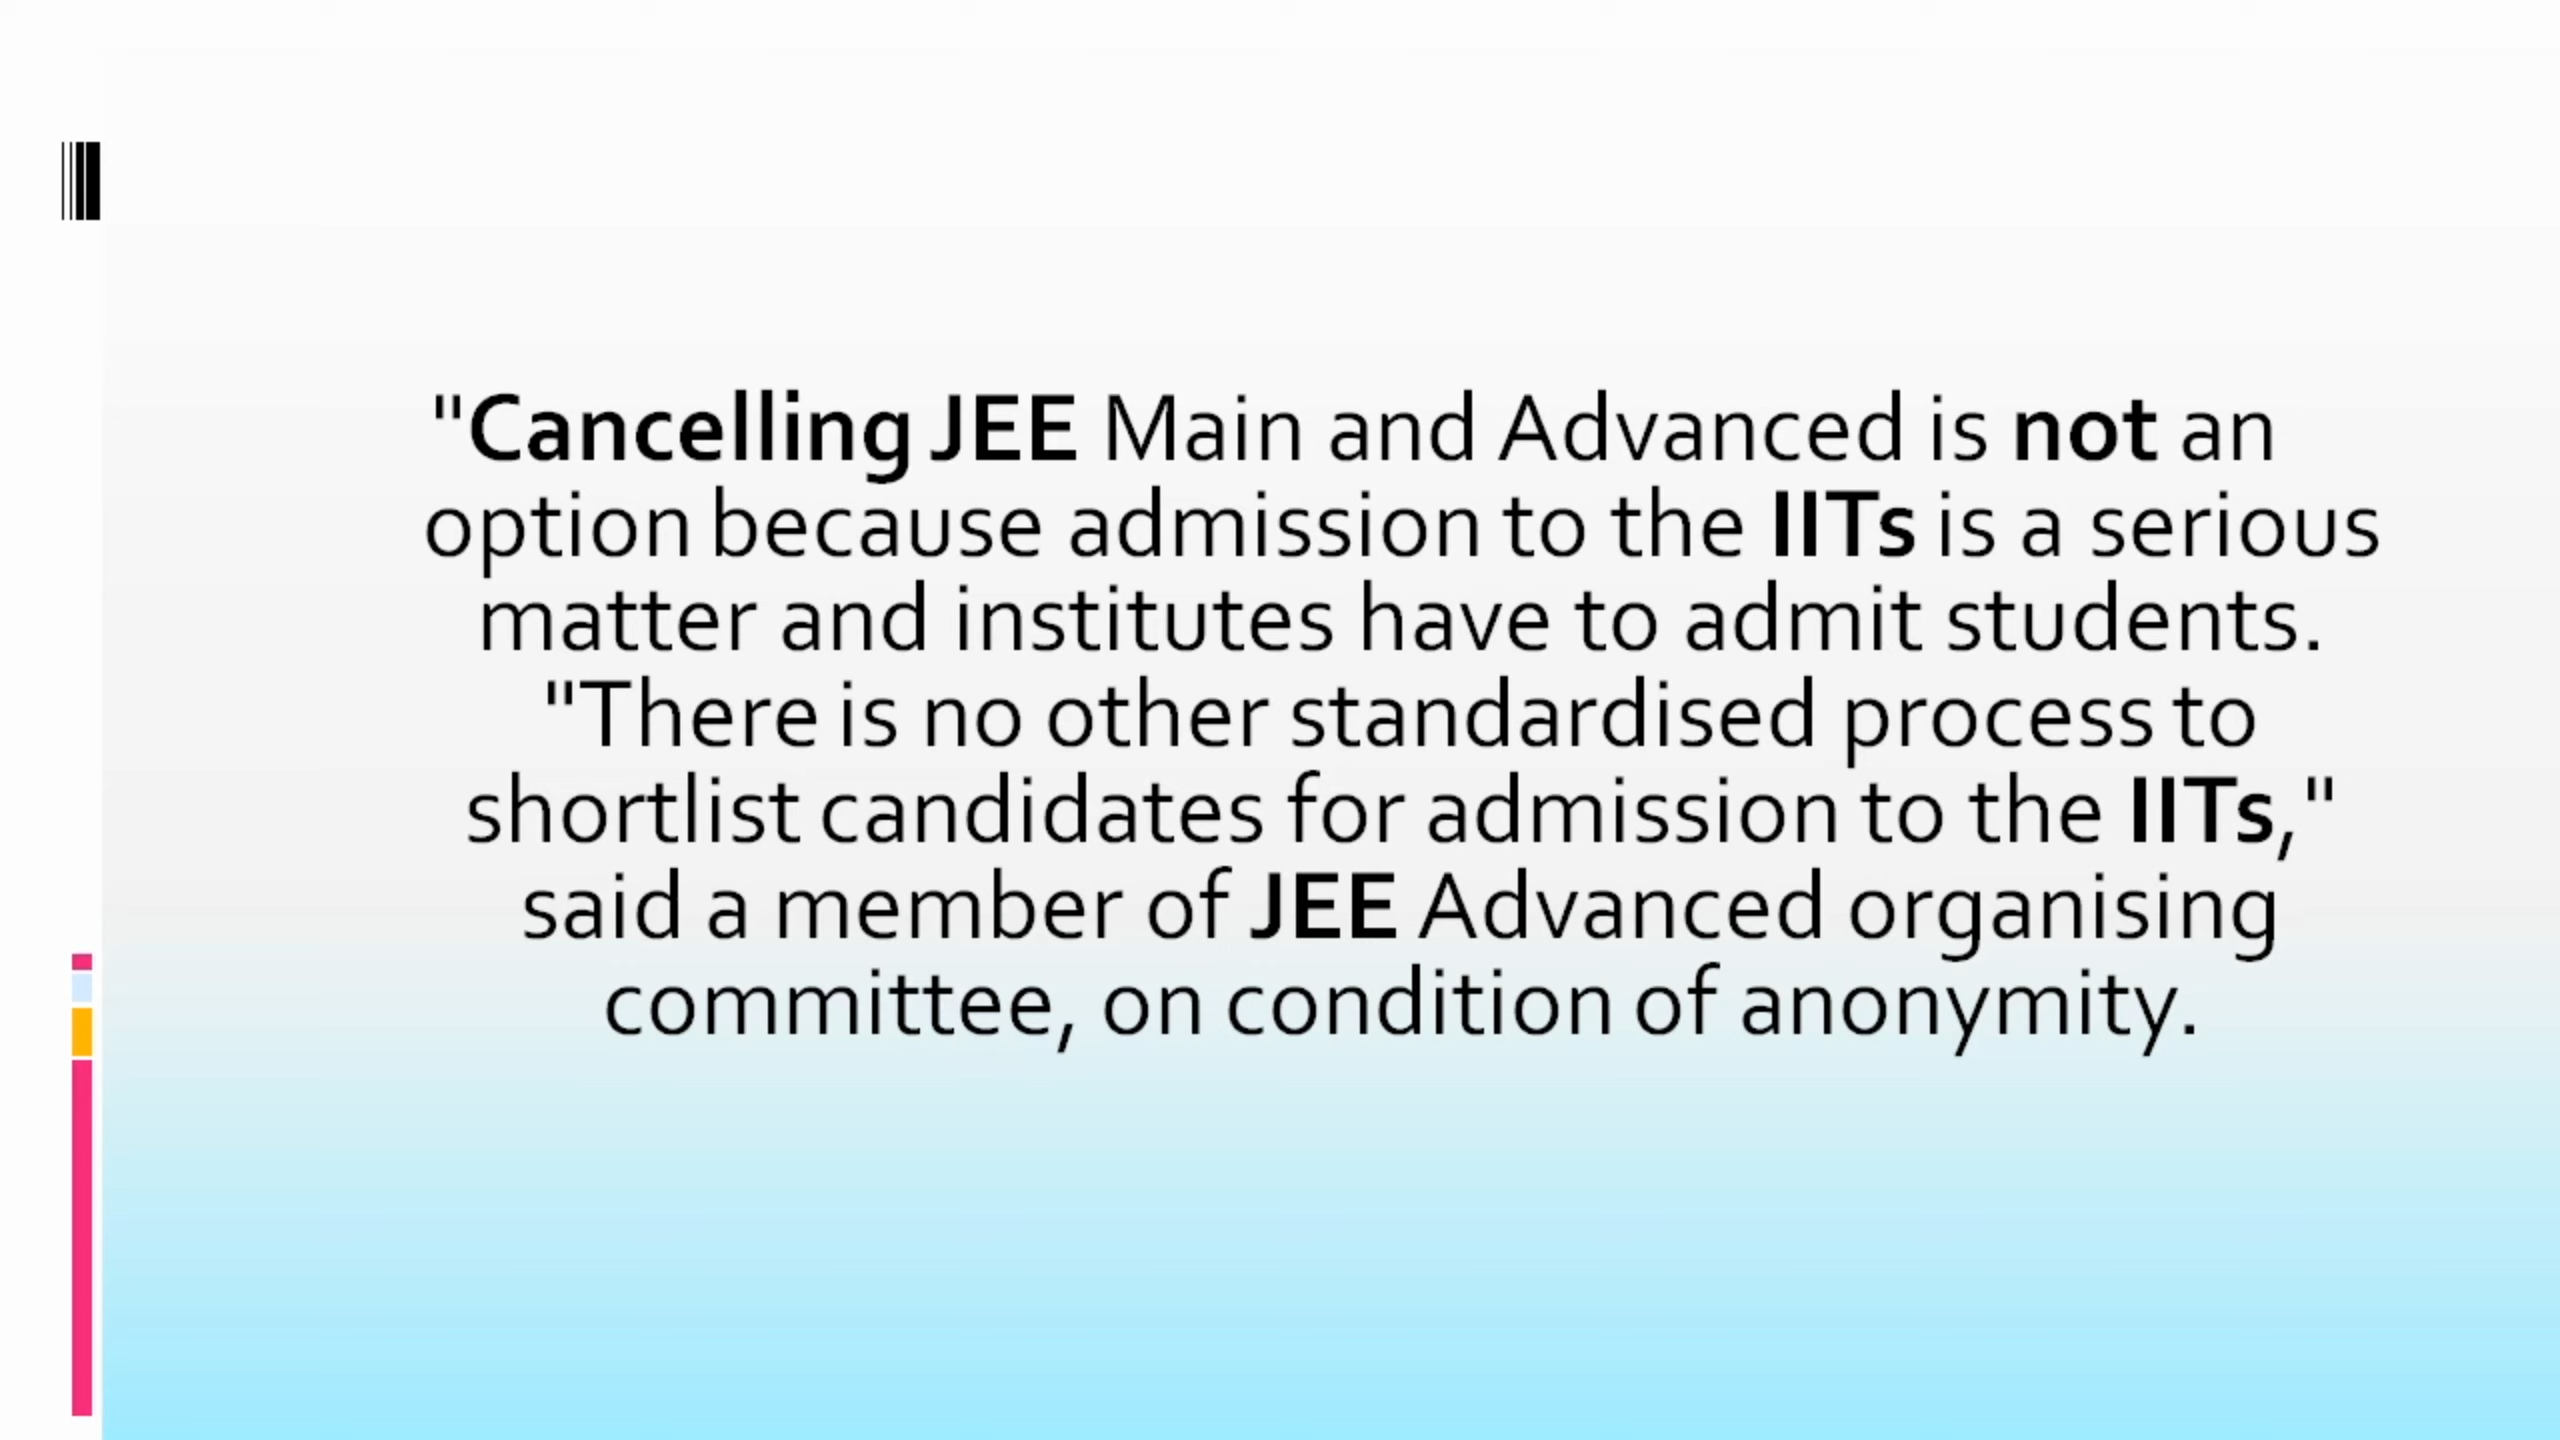 "Cancelling JEE Main and Advanced is not an
option because admission to the IITs is a serious
matter and institutes have to admit students.
"There is no other standardised process to
shortlist candidates for admission to the IITs,"
said a member of JEE Advanced organising
committee, on condition of anonymity.